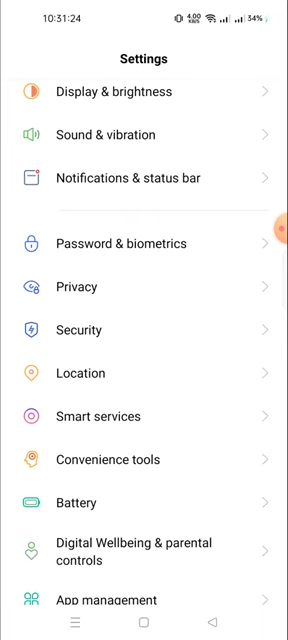 10:31:24
4.00
KB/S
34%
Settings
Display & brightness
Sound & vibration
Notifications & status bar
Password & biometrics
Privacy
Security
Location
Smart services
Convenience tools
Battery
Digital Wellbeing & parental
controls
App management